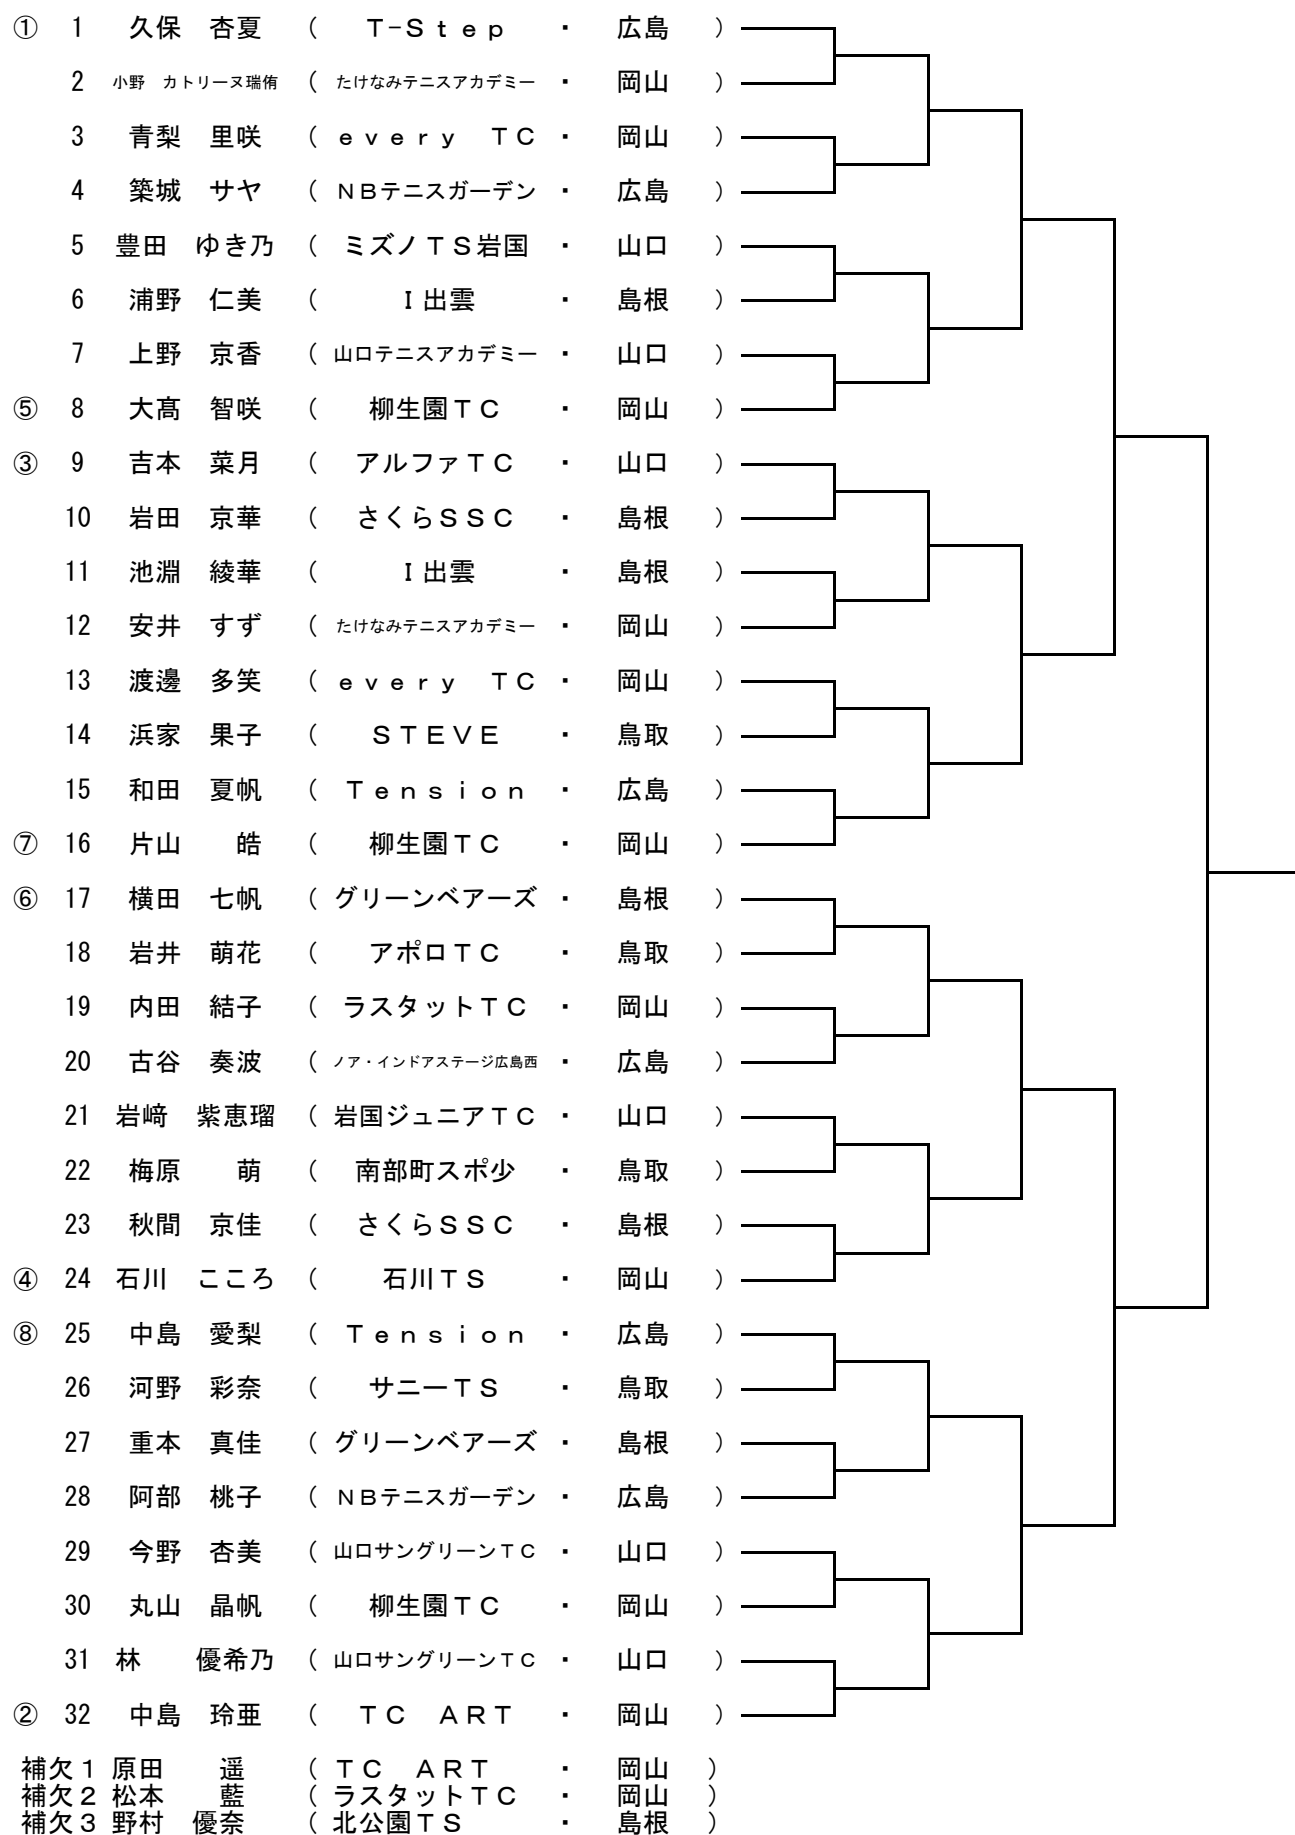 ① 1 久保 杏夏 ( T-Step ・ 広島 )
2 小野 カトリーヌ瑞侑 ( たけなみテニスアカデミー ・ 岡山 )
3 青梨 里咲 ( every TC ・ 岡山 )
4 築城 サヤ ( NBテニスガーデン ・ 広島 )
5 豊田 ゆき乃 ( ミズノTS岩国 ・ 山口 )
6 浦野 仁美 ( I出雲 ・ 島根 )
7 上野 京香 ( 山口テニスアカデミー ・ 山口 )
⑤ 8 大髙 智咲 ( 柳生園TC ・ 岡山 )
③ 9 吉本 菜月 ( アルファTC ・ 山口 )
10 岩田 京華 ( さくらSSC ・ 島根 )
11 池淵 綾華 ( I出雲 ・ 島根 )
12 安井 すず ( たけなみテニスアカデミー ・ 岡山 )
13 渡邊 多笑 ( every TC ・ 岡山 )
14 浜家 果子 ( STEVE ・ 鳥取 )
15 和田 夏帆 ( Tension ・ 広島 )
⑦ 16 片山 皓 ( 柳生園TC ・ 岡山 )
⑥ 17 横田 七帆 ( グリーンベアーズ ・ 島根 )
18 岩井 萌花 ( アポロTC ・ 鳥取 )
19 内田 結子 ( ラスタットTC ・ 岡山 )
20 古谷 奏波 ( ノア・インドアステージ広島西 ・ 広島 )
21 岩﨑 紫恵瑠 ( 岩国ジュニアTC ・ 山口 )
22 梅原 萌 ( 南部町スポ少 ・ 鳥取 )
23 秋間 京佳 ( さくらSSC ・ 島根 )
④ 24 石川 こころ ( 石川TS ・ 岡山 )
⑧ 25 中島 愛梨 ( Tension ・ 広島 )
26 河野 彩奈 ( サニーTS ・ 鳥取 )
27 重本 真佳 ( グリーンベアーズ ・ 島根 )
28 阿部 桃子 ( NBテニスガーデン ・ 広島 )
29 今野 杏美 ( 山口サングリーンTC ・ 山口 )
30 丸山 晶帆 ( 柳生園TC ・ 岡山 )
31 林 優希乃 ( 山口サングリーンTC ・ 山口 )
② 32 中島 玲亜 ( TC ART ・ 岡山 )
補欠1 原田 遥 ( TC ART ・ 岡山 )
補欠2 松本 藍 ( ラスタットTC ・ 岡山 )
補欠3 野村 優奈 ( 北公園TS ・ 島根 )